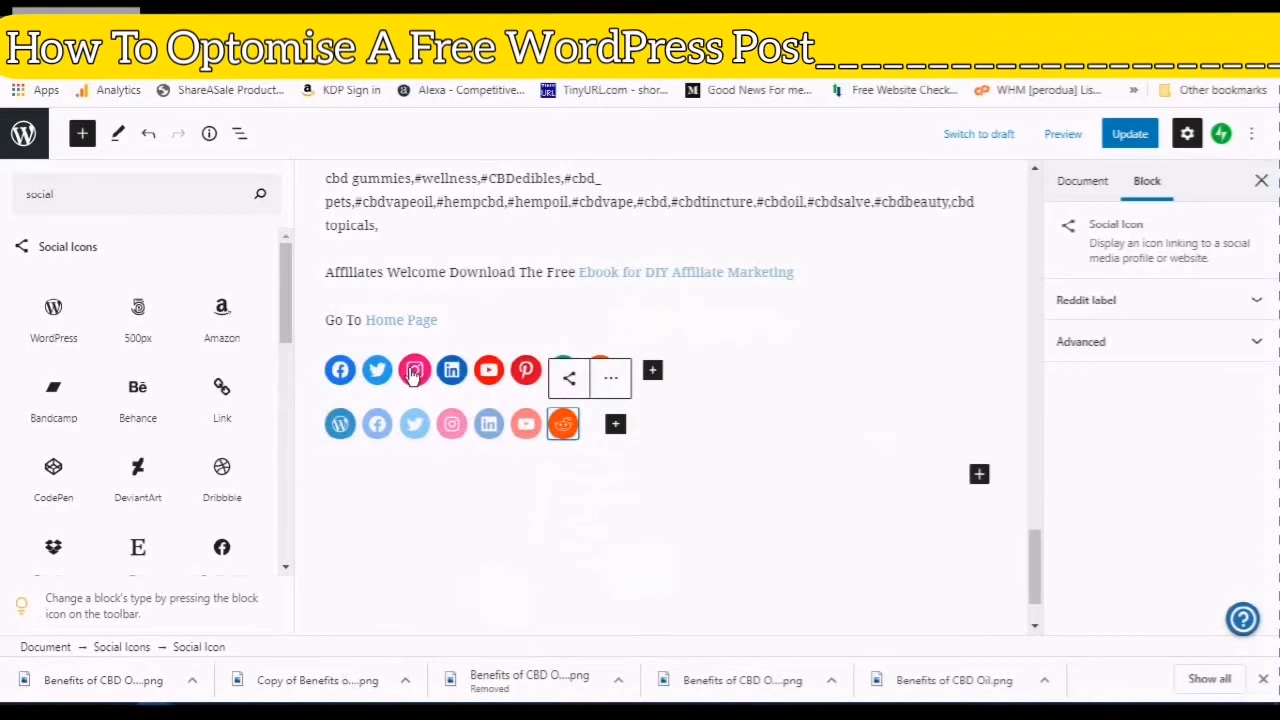 How To Optomise A Free WordPress Post_ _ _ _ _ _ _ _ _ _ _ _ _ _ _ _ _ _ _ _ _ _
Apps Analytics ShareASale Product... KDP Sign in Alexa - Competitive... TinyURL.com - shor... Good News For me... Free Website Check... WHM [perodua] Lis... » Other bookmarks
Switch to draft Preview Update
social
Social Icons
WordPress 500px Amazon
Bandcamp Behance Link
CodePen DeviantArt Dribbble
Change a block's type by pressing the block
icon on the toolbar.
cbd gummies,#wellness,#CBDedibles,#cbd_
pets,#cbdvapeoil,#hempcbd,#hempoil,#cbdvape,#cbd,#cbdtincture,#cbdoil,#cbdsalve,#cbdbeauty,cbd
topicals,
Affiliates Welcome Download The Free Ebook for DIY Affiliate Marketing
Go To Home Page
Document Block
Social Icon
Display an icon linking to a social
media profile or website.
Reddit label
Advanced
Document → Social Icons → Social Icon
Benefits of CBD O....png Copy of Benefits o....png Benefits of CBD O....png Benefits of CBD O....png Benefits of CBD Oil.png Show all
Removed